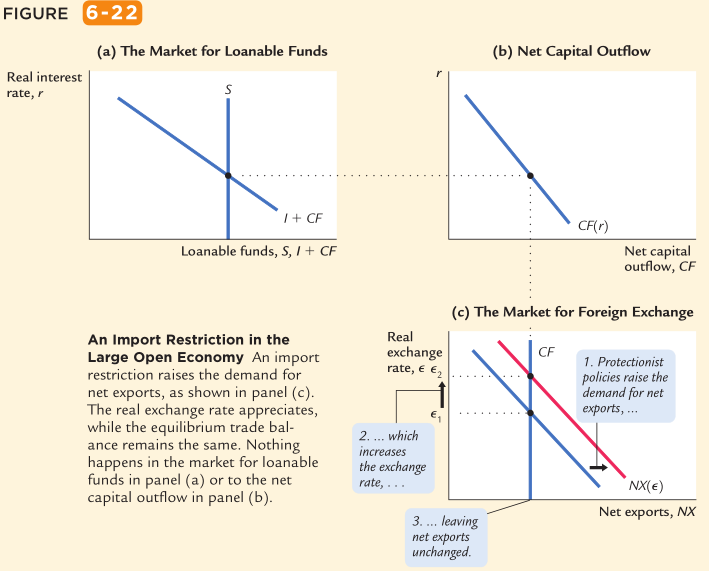 FIGURE 6-22
(a) The Market for Loanable Funds
Real interest
rate, r
S
I + CF
Loanable funds, S, I + CF
(b) Net Capital Outflow
r
CF(r)
Net capital
outflow, CF
An Import Restriction in the
Large Open Economy An import
restriction raises the demand for
net exports, as shown in panel (c).
The real exchange rate appreciates,
while the equilibrium trade bal-
ance remains the same. Nothing
happens in the market for loanable
funds in panel (a) or to the net
capital outflow in panel (b).
(c) The Market for Foreign Exchange
Real
exchange
rate, ϵ ϵ2
ϵ1
CF
1. Protectionist
policies raise the
demand for net
exports, ...
2. ... which
increases
the exchange
rate, . . .
NX(ϵ)
Net exports, NX
3. ... leaving
net exports
unchanged.